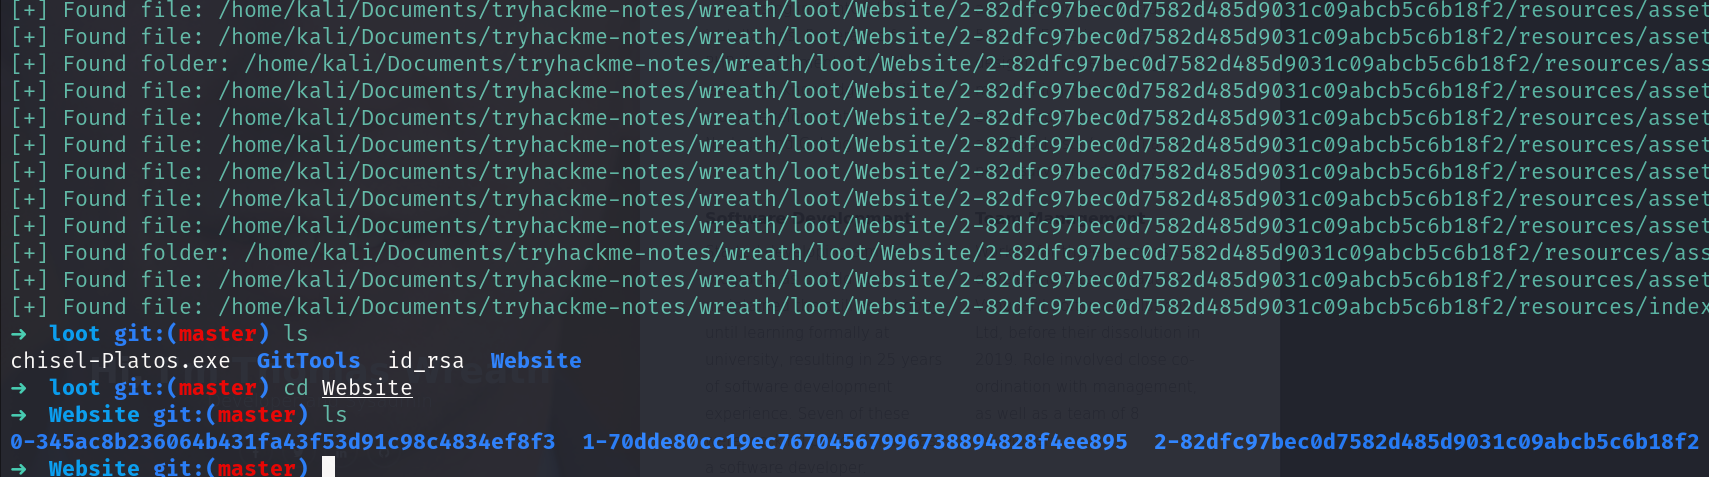 [+] Found file: /home/kali/Documents/tryhackme-notes/wreath/loot/Website/2-82dfc97bec0d7582d485d9031c09abcb5c6b18f2/resources/asset
[+] Found file: /home/kali/Documents/tryhackme-notes/wreath/loot/Website/2-82dfc97bec0d7582d485d9031c09abcb5c6b18f2/resources/asset
[+] Found folder: /home/kali/Documents/tryhackme-notes/wreath/loot/Website/2-82dfc97bec0d7582d485d9031c09abcb5c6b18f2/resources/ass
[+] Found file: /home/kali/Documents/tryhackme-notes/wreath/loot/Website/2-82dfc97bec0d7582d485d9031c09abcb5c6b18f2/resources/asset
[+] Found file: /home/kali/Documents/tryhackme-notes/wreath/loot/Website/2-82dfc97bec0d7582d485d9031c09abcb5c6b18f2/resources/asset
[+] Found file: /home/kali/Documents/tryhackme-notes/wreath/loot/Website/2-82dfc97bec0d7582d485d9031c09abcb5c6b18f2/resources/asset
[+] Found file: /home/kali/Documents/tryhackme-notes/wreath/loot/Website/2-82dfc97bec0d7582d485d9031c09abcb5c6b18f2/resources/asset
[+] Found file: /home/kali/Documents/tryhackme-notes/wreath/loot/Website/2-82dfc97bec0d7582d485d9031c09abcb5c6b18f2/resources/asset
[+] Found file: /home/kali/Documents/tryhackme-notes/wreath/loot/Website/2-82dfc97bec0d7582d485d9031c09abcb5c6b18f2/resources/asset
[+] Found folder: /home/kali/Documents/tryhackme-notes/wreath/loot/Website/2-82dfc97bec0d7582d485d9031c09abcb5c6b18f2/resources/ass
[+] Found file: /home/kali/Documents/tryhackme-notes/wreath/loot/Website/2-82dfc97bec0d7582d485d9031c09abcb5c6b18f2/resources/asset
[+] Found file: /home/kali/Documents/tryhackme-notes/wreath/loot/Website/2-82dfc97bec0d7582d485d9031c09abcb5c6b18f2/resources/index
→ loot git:(master) ls
chisel-Platos.exe GitTools id_rsa Website
→ loot git:(master) cd Website
→ Website git:(master) ls
0-345ac8b236064b431fa43f53d91c98c4834ef8f3 1-70dde80cc19ec76704567996738894828f4ee895 2-82dfc97bec0d7582d485d9031c09abcb5c6b18f2
→ Website git:(master)